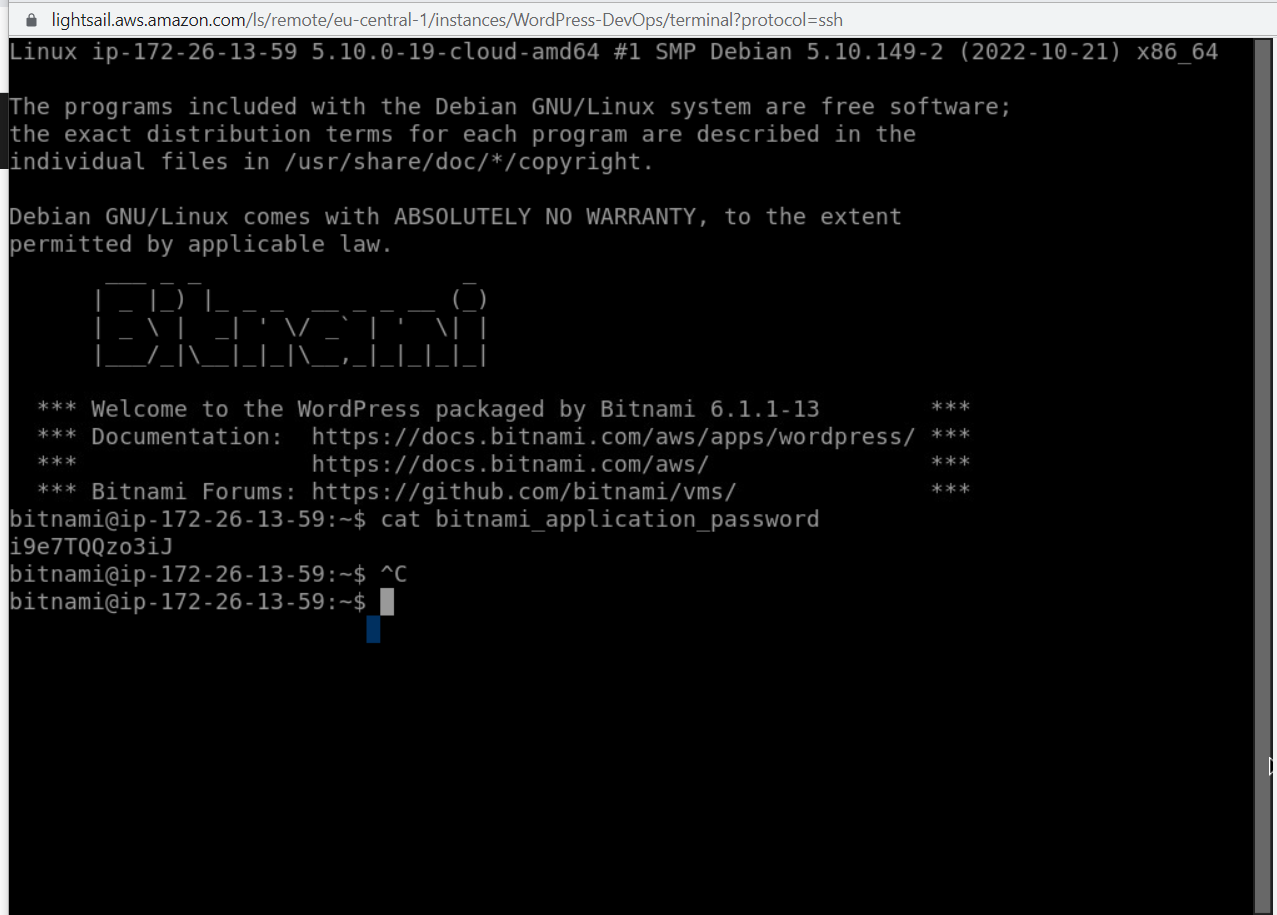 lightsail.aws.amazon.com/ls/remote/eu-central-1/instances/WordPress-DevOps/terminal?protocol=ssh
Linux ip-172-26-13-59 5.10.0-19-cloud-amd64 #1 SMP Debian 5.10.149-2 (2022-10-21) x86_64
The programs included with the Debian GNU/Linux system are free software;
the exact distribution terms for each program are described in the
individual files in /usr/share/doc/*/copyright.
Debian GNU/Linux comes with ABSOLUTELY NO WARRANTY, to the extent
permitted by applicable law.
Bitnami
*** Welcome to the WordPress packaged by Bitnami 6.1.1-13 ***
*** Documentation: https://docs.bitnami.com/aws/apps/wordpress/ ***
*** https://docs.bitnami.com/aws/ ***
*** Bitnami Forums: https://github.com/bitnami/vms/ ***
bitnami@ip-172-26-13-59:~$ cat bitnami_application_password
i9e7TQQzo3iJ
bitnami@ip-172-26-13-59:~$ ^C
bitnami@ip-172-26-13-59:~$